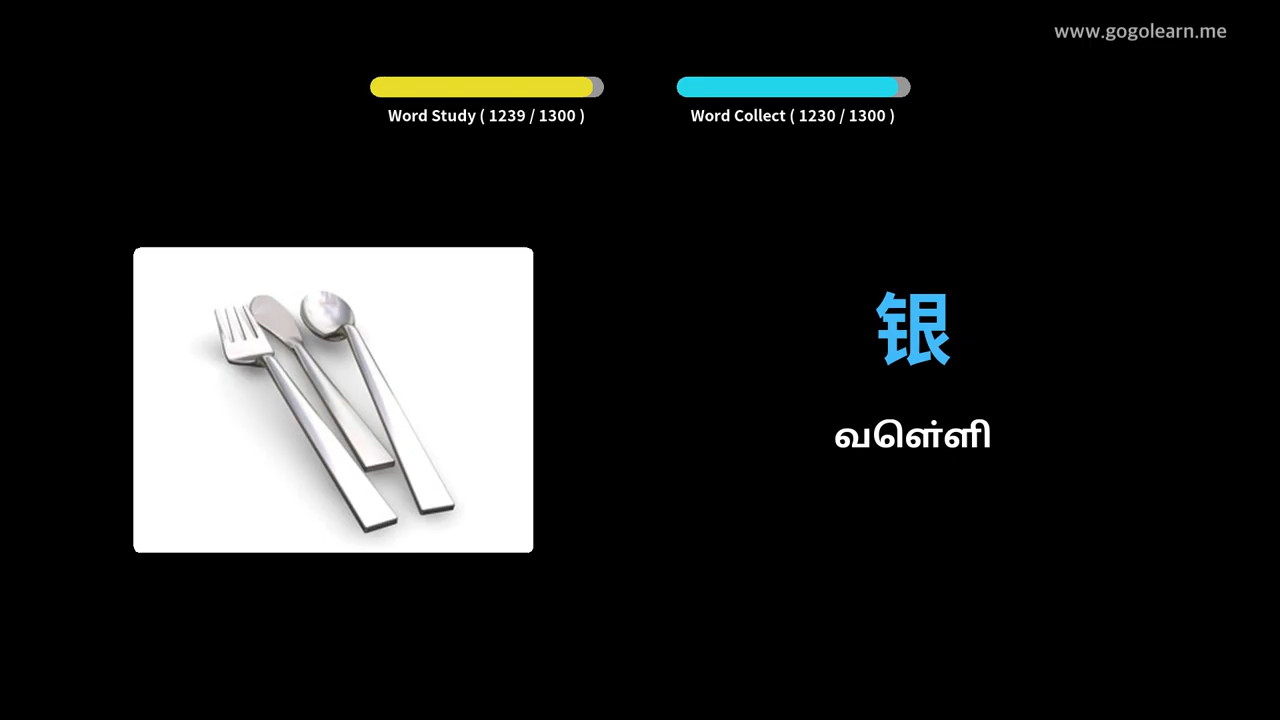 www.gogolearn.me
Word Study ( 1239 / 1300 )
Word Collect ( 1230 / 1300 )
银
வெள்ளி